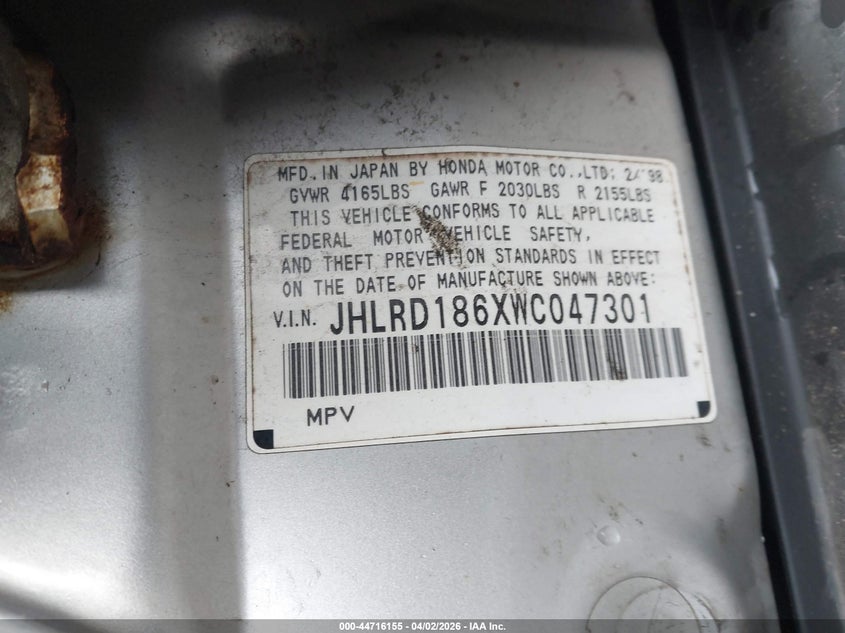 MFD. IN JAPAN BY HONDA MOTOR CO.,LTD: 2/'98
GVWR 4165LBS GAWR F 2030LBS R 2155LBS
THIS VEHICLE CONFORMS TO ALL APPLICABLE
FEDERAL MOTOR VEHICLE SAFETY,
AND THEFT PREVENTION STANDARDS IN EFFECT
ON THE DATE OF MANUFACTURE SHOWN ABOVE:
V.I.N. JHLRD186XWC047301
MPV
000-44716155 - 04/02/2026 - IAA Inc.